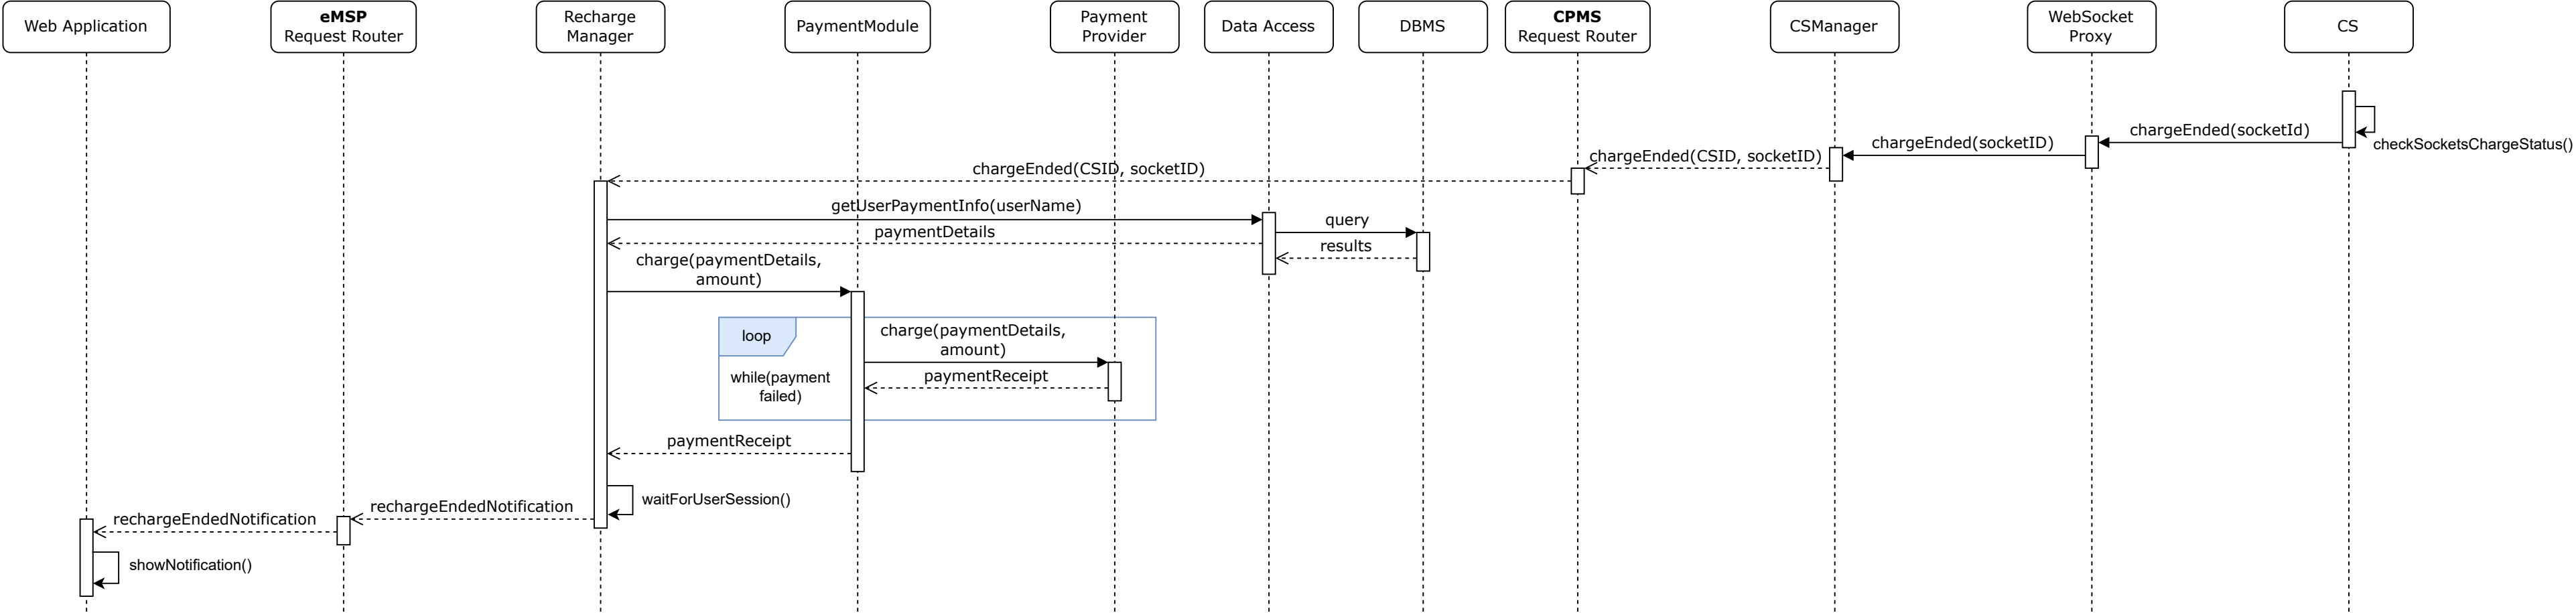 Web Application
eMSP
Request Router
Recharge
Manager
PaymentModule
Payment
Provider
Data Access
DBMS
CPMS
Request Router
CSManager
WebSocket
Proxy
CS
checkSocketsChargeStatus()
chargeEnded(socketId)
chargeEnded(socketID)
chargeEnded(CSID, socketID)
chargeEnded(CSID, socketID)
getUserPaymentInfo(userName)
query
results
paymentDetails
charge(paymentDetails,
amount)
loop
while(payment
failed)
charge(paymentDetails,
amount)
paymentReceipt
paymentReceipt
waitForUserSession()
rechargeEndedNotification
rechargeEndedNotification
showNotification()